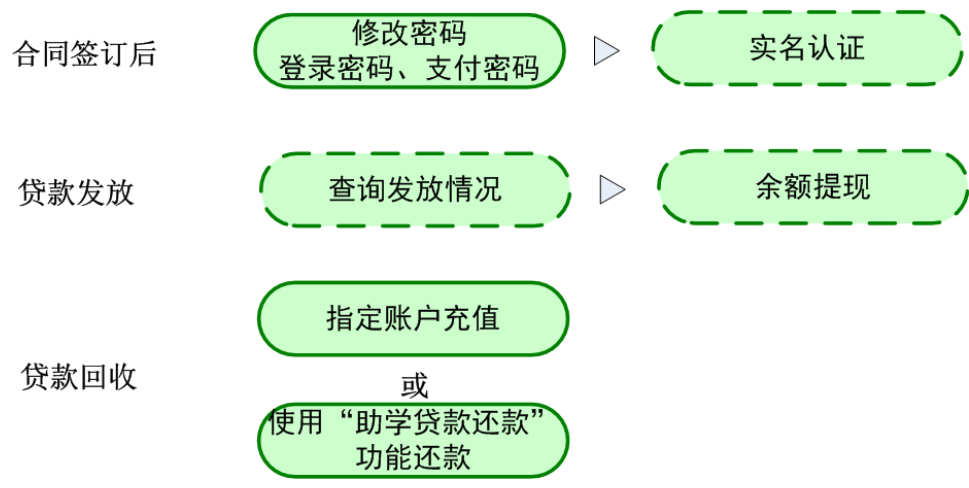 合同签订后
修改密码
登录密码、支付密码
实名认证
贷款发放
查询发放情况
余额提现
贷款回收
指定账户充值
或
使用“助学贷款还款”
功能还款